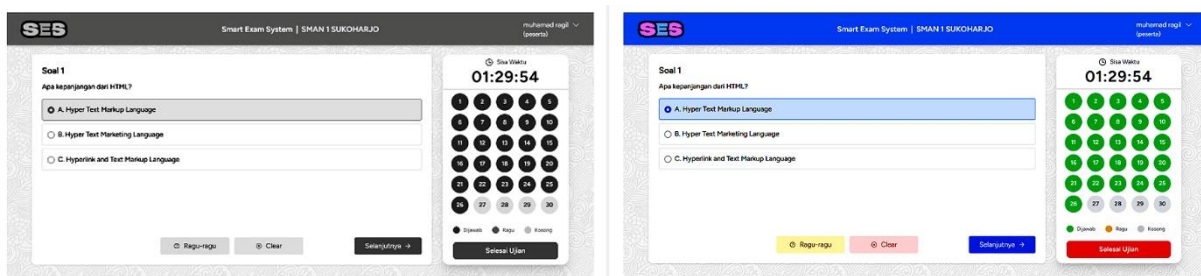 SES
Smart Exam System | SMAN 1 SUKOHARJO
muhamad ragil
(peserta)
Soal 1
Apa kepanjangan dari HTML?
A. Hyper Text Markup Language
B. Hyper Text Marketing Language
C. Hyperlink and Text Markup Language
Ragu-ragu
Clear
Selanjutnya →
Sisa Waktu
01:29:54
1 2 3 4 5
6 7 8 9 10
11 12 13 14 15
16 17 18 19 20
21 22 23 24 25
26 27 28 29 30
Dijawab Ragu Kosong
Selesai Ujian
SES
Smart Exam System | SMAN 1 SUKOHARJO
muhamad ragil
(peserta)
Soal 1
Apa kepanjangan dari HTML?
A. Hyper Text Markup Language
B. Hyper Text Marketing Language
C. Hyperlink and Text Markup Language
Ragu-ragu
Clear
Selanjutnya →
Sisa Waktu
01:29:54
1 2 3 4 5
6 7 8 9 10
11 12 13 14 15
16 17 18 19 20
21 22 23 24 25
26 27 28 29 30
Dijawab Ragu Kosong
Selesai Ujian